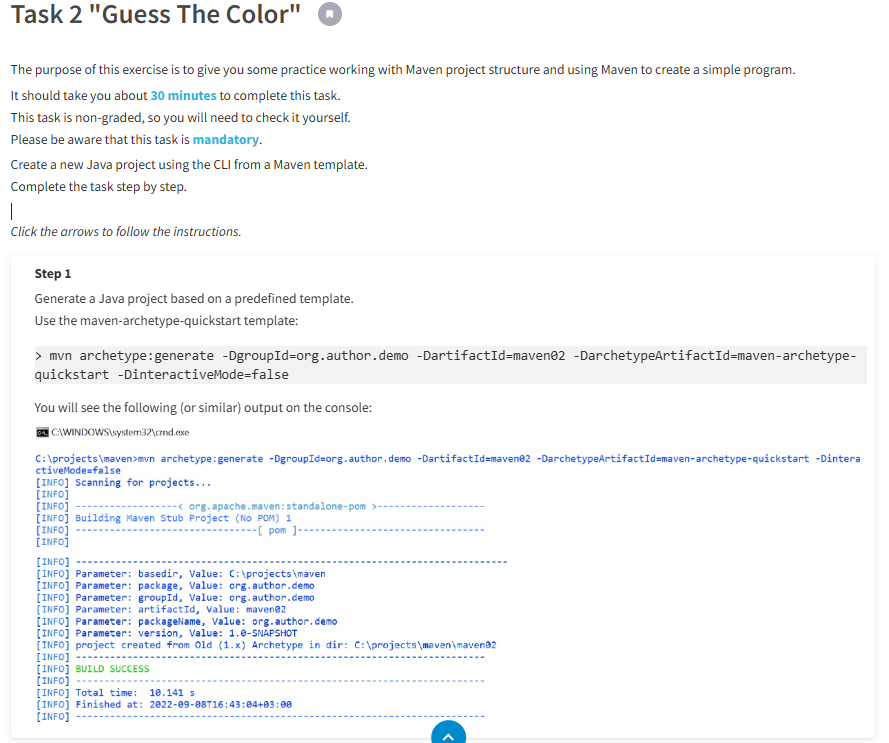 Task 2 "Guess The Color"
The purpose of this exercise is to give you some practice working with Maven project structure and using Maven to create a simple program.
It should take you about 30 minutes to complete this task.
This task is non-graded, so you will need to check it yourself.
Please be aware that this task is mandatory.
Create a new Java project using the CLI from a Maven template.
Complete the task step by step.
Click the arrows to follow the instructions.
Step 1
Generate a Java project based on a predefined template.
Use the maven-archetype-quickstart template:
> mvn archetype:generate -DgroupId=org.author.demo -DartifactId=maven02 -DarchetypeArtifactId=maven-archetype-
quickstart -DinteractiveMode=false
You will see the following (or similar) output on the console:
C:\WINDOWS\system32\cmd.exe
C:\projects\maven>mvn archetype:generate -DgroupId=org.author.demo -DartifactId=maven02 -DarchetypeArtifactId=maven-archetype-quickstart -Dintera
ctiveMode=false
[INFO] Scanning for projects...
[INFO]
[INFO] ------------------< org.apache.maven:standalone-pom >-------------------
[INFO] Building Maven Stub Project (No POM) 1
[INFO] --------------------------------[ pom ]---------------------------------
[INFO]
[INFO] ----------------------------------------------------------------------------
[INFO] Parameter: basedir, Value: C:\projects\maven
[INFO] Parameter: package, Value: org.author.demo
[INFO] Parameter: groupId, Value: org.author.demo
[INFO] Parameter: artifactId, Value: maven02
[INFO] Parameter: packageName, Value: org.author.demo
[INFO] Parameter: version, Value: 1.0-SNAPSHOT
[INFO] project created from Old (1.x) Archetype in dir: C:\projects\maven\maven02
[INFO] ------------------------------------------------------------------------
[INFO] BUILD SUCCESS
[INFO] ------------------------------------------------------------------------
[INFO] Total time:  10.141 s
[INFO] Finished at: 2022-09-08T16:43:04+03:00
[INFO] ------------------------------------------------------------------------